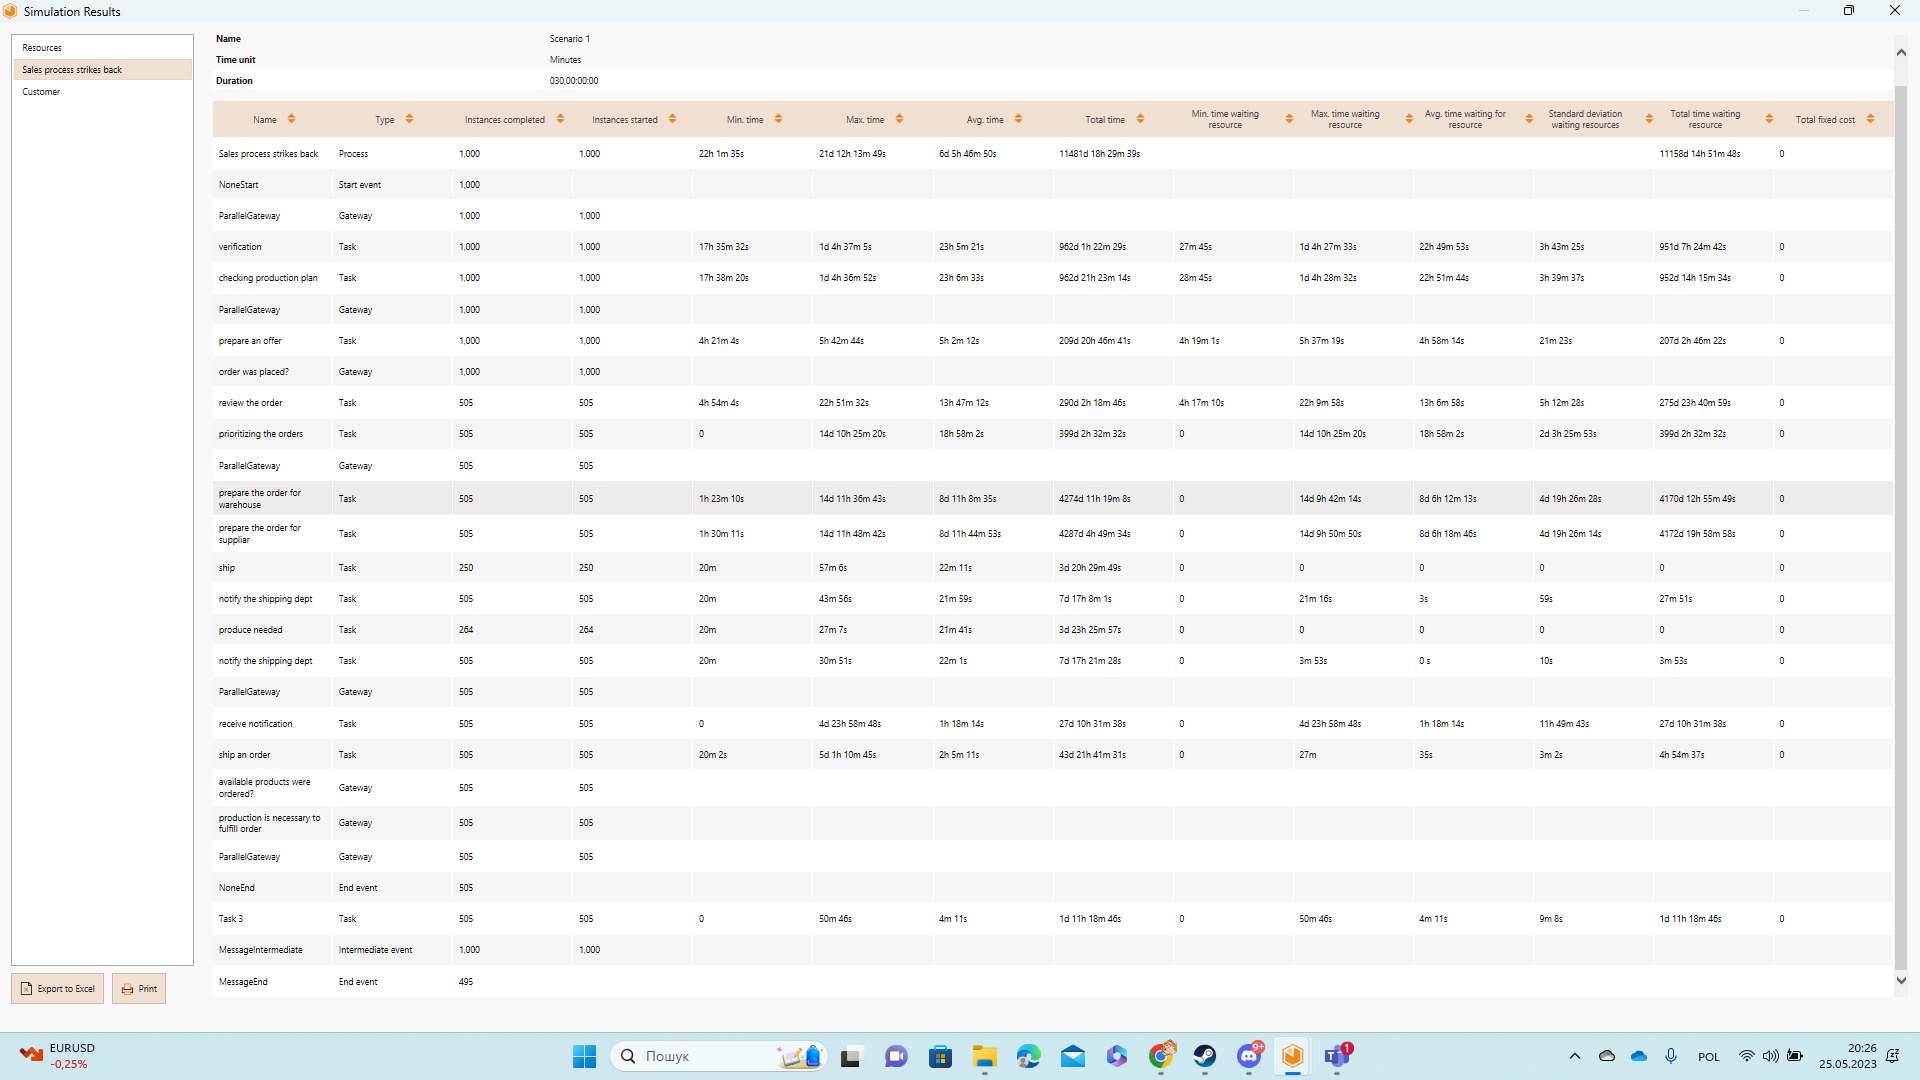 Simulation Results
Resources
Sales process strikes back
Customer
Name Scenario 1
Time unit Minutes
Duration 030,00:00:00
Name Type Instances completed Instances started Min. time Max. time Avg. time Total time Min. time waiting resource Max. time waiting resource Avg. time waiting for resource Standard deviation waiting resources Total time waiting resource Total fixed cost
Sales process strikes back Process 1,000 1,000 22h 1m 35s 21d 12h 13m 49s 6d 5h 46m 50s 11481d 18h 29m 39s 11158d 14h 51m 48s 0
NoneStart Start event 1,000
ParallelGateway Gateway 1,000 1,000
verification Task 1,000 1,000 17h 35m 32s 1d 4h 37m 5s 23h 5m 21s 962d 1h 22m 29s 27m 45s 1d 4h 27m 33s 22h 49m 53s 3h 43m 25s 951d 7h 24m 42s 0
checking production plan Task 1,000 1,000 17h 38m 20s 1d 4h 36m 52s 23h 6m 33s 962d 21h 23m 14s 28m 45s 1d 4h 28m 32s 22h 51m 44s 3h 39m 37s 952d 14h 15m 34s 0
ParallelGateway Gateway 1,000 1,000
prepare an offer Task 1,000 1,000 4h 21m 4s 5h 42m 44s 5h 2m 12s 209d 20h 46m 41s 4h 19m 1s 5h 37m 19s 4h 58m 14s 21m 23s 207d 2h 46m 22s 0
order was placed? Gateway 1,000 1,000
review the order Task 505 505 4h 54m 4s 22h 51m 32s 13h 47m 12s 290d 2h 18m 46s 4h 17m 10s 22h 9m 58s 13h 6m 58s 5h 12m 28s 275d 23h 40m 59s 0
prioritizing the orders Task 505 505 0 14d 10h 25m 20s 18h 58m 2s 399d 2h 32m 32s 0 14d 10h 25m 20s 18h 58m 2s 2d 3h 25m 53s 399d 2h 32m 32s 0
ParallelGateway Gateway 505 505
prepare the order for warehouse Task 505 505 1h 23m 10s 14d 11h 36m 43s 8d 11h 8m 35s 4274d 11h 19m 8s 0 14d 9h 42m 14s 8d 6h 12m 13s 4d 19h 26m 28s 4170d 12h 55m 49s 0
prepare the order for suppliar Task 505 505 1h 30m 11s 14d 11h 48m 42s 8d 11h 44m 53s 4287d 4h 49m 34s 0 14d 9h 50m 50s 8d 6h 18m 46s 4d 19h 26m 14s 4172d 19h 58m 58s 0
ship Task 250 250 20m 57m 6s 22m 11s 3d 20h 29m 49s 0 0 0 0 0 0
notify the shipping dept Task 505 505 20m 43m 56s 21m 59s 7d 17h 8m 1s 0 21m 16s 3s 59s 27m 51s 0
produce needed Task 264 264 20m 27m 7s 21m 41s 3d 23h 25m 57s 0 0 0 0 0 0
notify the shipping dept Task 505 505 20m 30m 51s 22m 1s 7d 17h 21m 28s 0 3m 53s 0 s 10s 3m 53s 0
ParallelGateway Gateway 505 505
receive notification Task 505 505 0 4d 23h 58m 48s 1h 18m 14s 27d 10h 31m 38s 0 4d 23h 58m 48s 1h 18m 14s 11h 49m 43s 27d 10h 31m 38s 0
ship an order Task 505 505 20m 2s 5d 1h 10m 45s 2h 5m 11s 43d 21h 41m 31s 0 27m 35s 3m 2s 4h 54m 37s 0
available products were ordered? Gateway 505 505
production is necessary to fulfill order Gateway 505 505
ParallelGateway Gateway 505 505
NoneEnd End event 505
Task 3 Task 505 505 0 50m 46s 4m 11s 1d 11h 18m 46s 0 50m 46s 4m 11s 9m 8s 1d 11h 18m 46s 0
MessageIntermediate Intermediate event 1,000 1,000
MessageEnd End event 495
Export to Excel Print
EURUSD
-0,25%
Пошук
9+
1
POL
20:26
25.05.2023